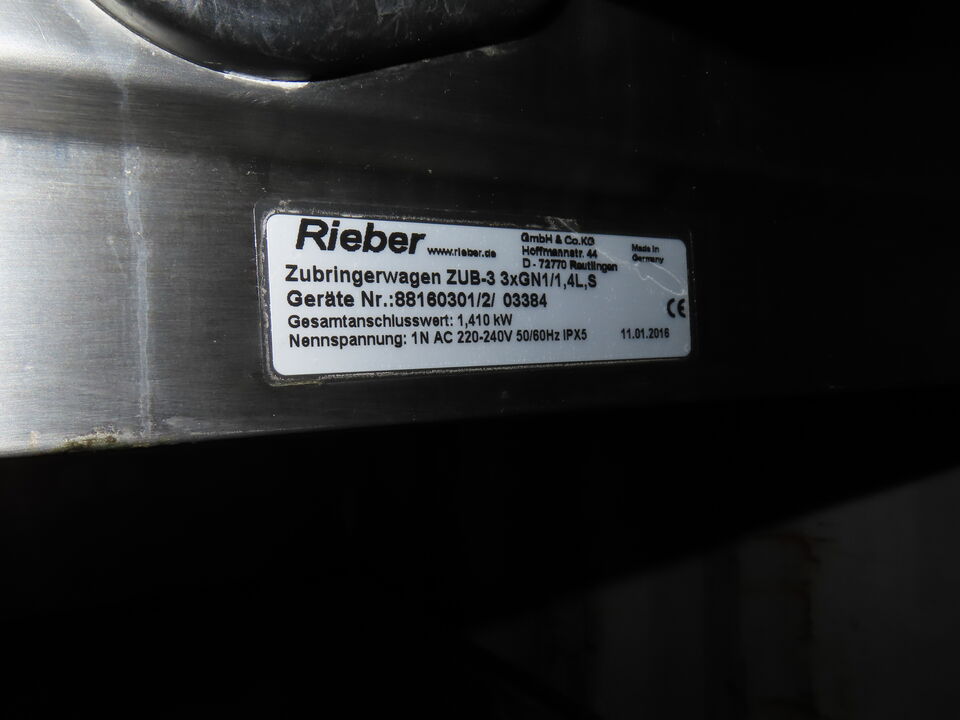 Rieber www.rieber.de
GmbH & Co.KG
Hoffmannstr. 44
D - 72770 Reutlingen
Made in
Germany
Zubringerwagen ZUB-3 3xGN1/1,4L,S
Geräte Nr.:88160301/2/ 03384
Gesamtanschlusswert: 1,410 kW
CE
Nennspannung: 1N AC 220-240V 50/60Hz IPX5 11.01.2016